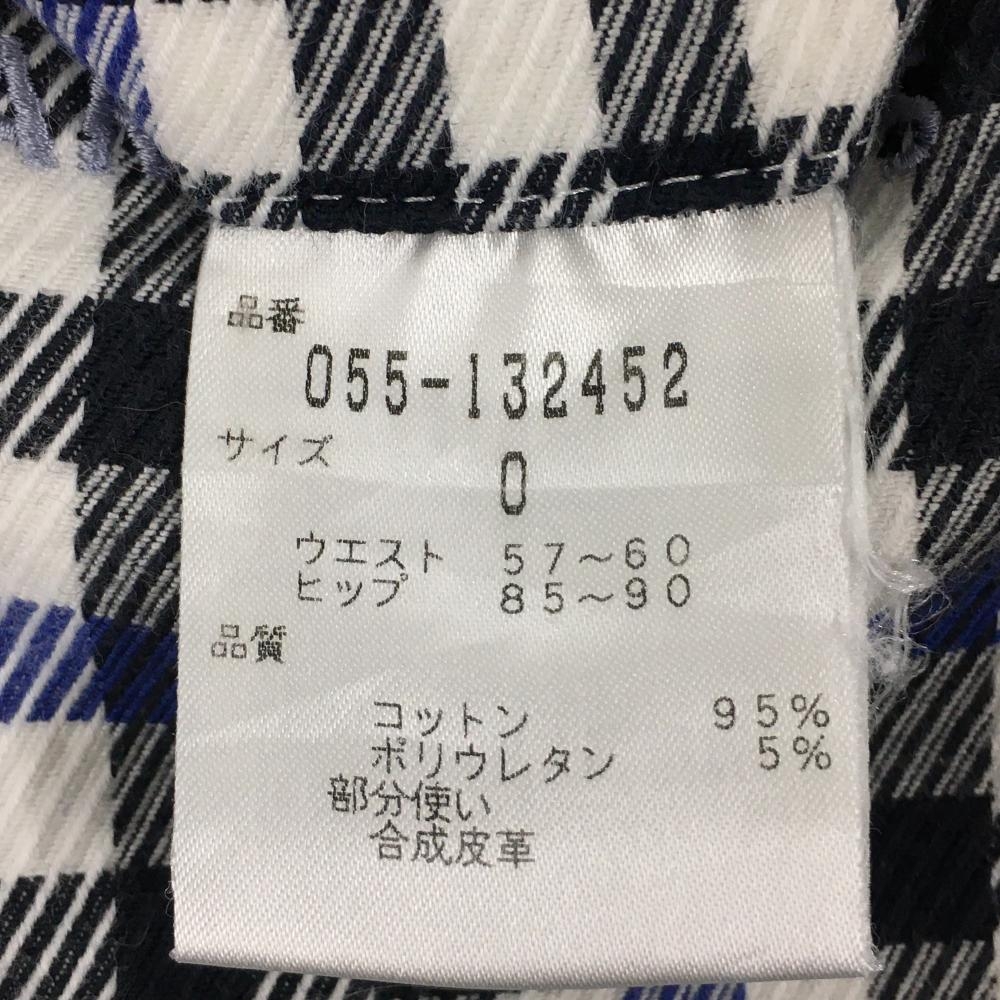 品番
055-132452
サイズ
0
ウエスト 57～60
ヒップ 85～90
品質
コットン 95%
ポリウレタン 5%
部分使い
合成皮革